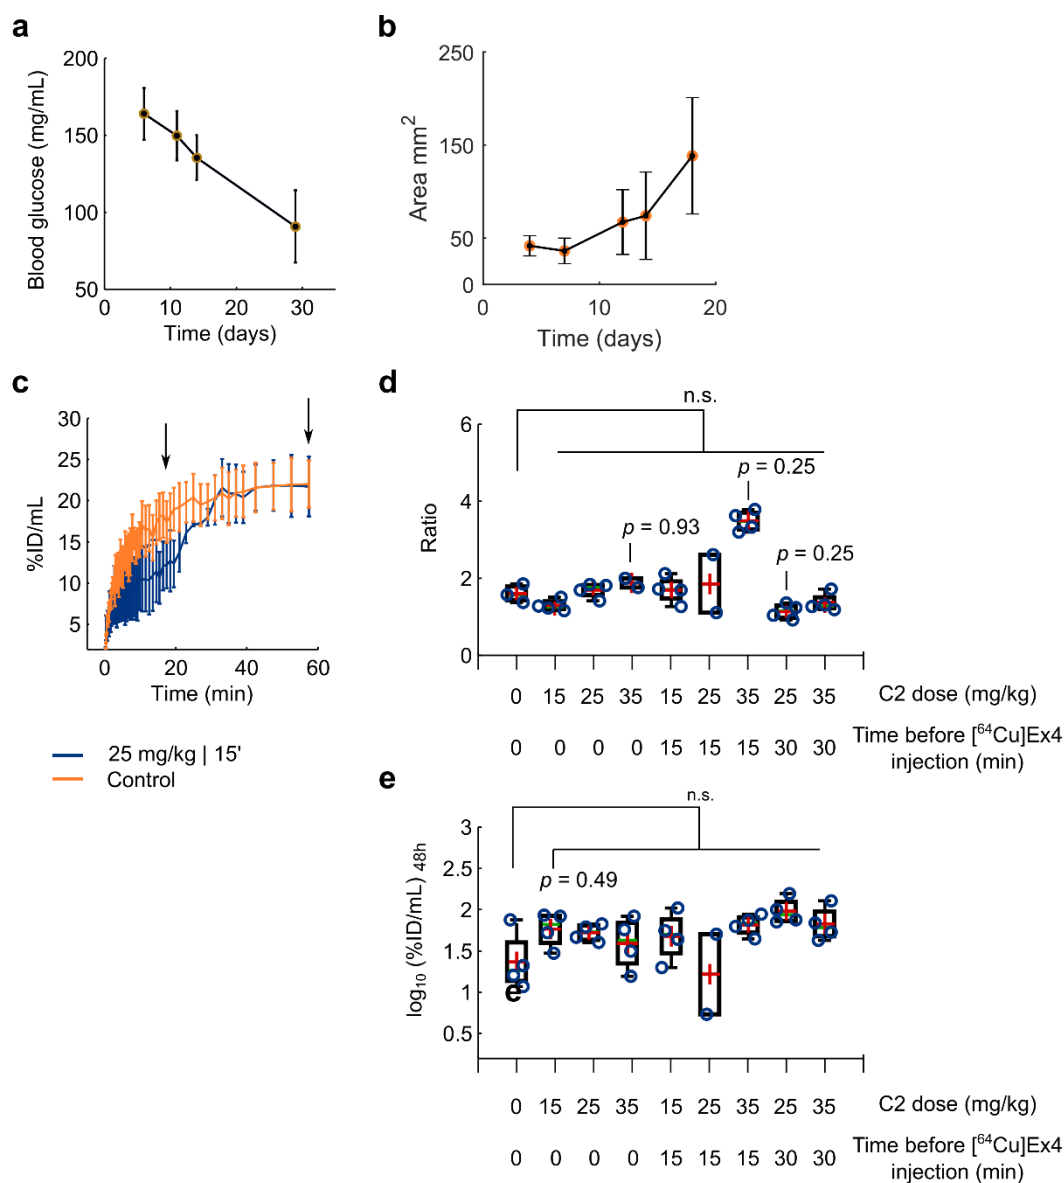 a
200
150
100
50
Blood glucose (mg/mL)
0 10 20 30
Time (days)
b
250
150
50
0
Area mm²
0 10 20
Time (days)
c
30
25
20
15
10
5
%ID/mL
0 20 40 60
Time (min)
25 mg/kg | 15'
Control
d
n.s.
6
4
2
0
Ratio
p = 0.25
p = 0.93
p = 0.25
0 15 25 35 15 25 35 25 35 C2 dose (mg/kg)
0 0 0 0 15 15 15 30 30 Time before [⁶⁴Cu]Ex4
injection (min)
e
n.s.
3
2.5
2
1.5
1
0.5
log₁₀ (%ID/mL) 48h
p = 0.49
e
0 15 25 35 15 25 35 25 35 C2 dose (mg/kg)
0 0 0 0 15 15 15 30 30 Time before [⁶⁴Cu]Ex4
injection (min)